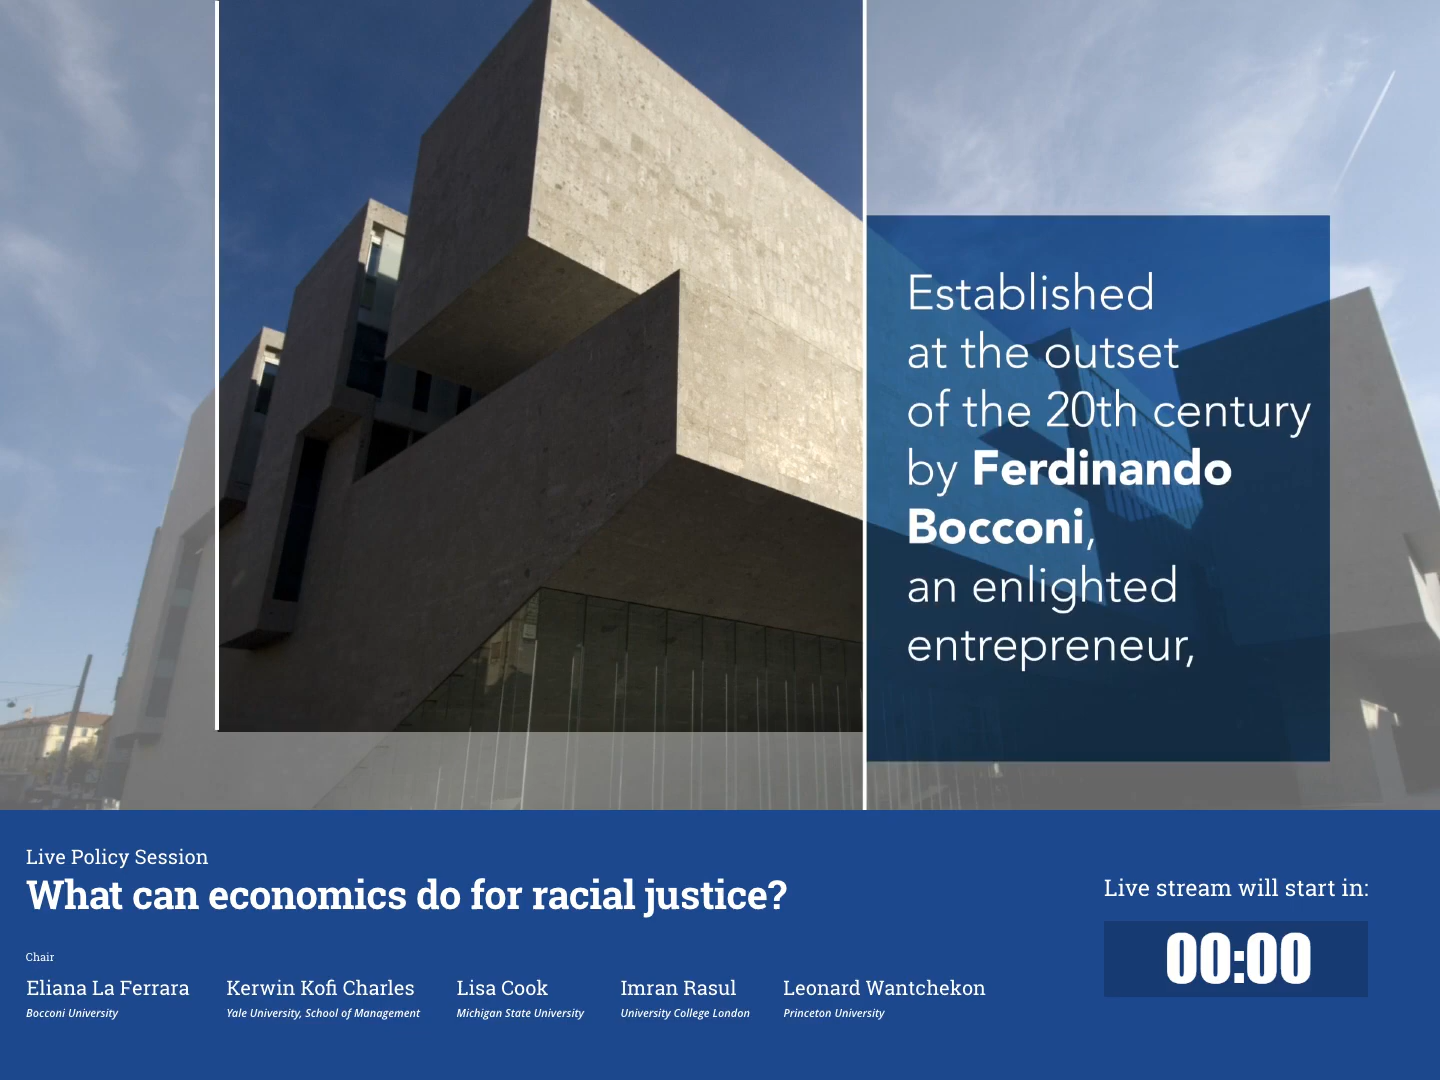 Established
at the outset
of the 20th century
by Ferdinando
Bocconi,
an enlighted
entrepreneur,
Live Policy Session
What can economics do for racial justice?
Live stream will start in:
00:00
Chair
Eliana La Ferrara Kerwin Kofi Charles Lisa Cook Imran Rasul Leonard Wantchekon
Bocconi University Yale University, School of Management Michigan State University University College London Princeton University